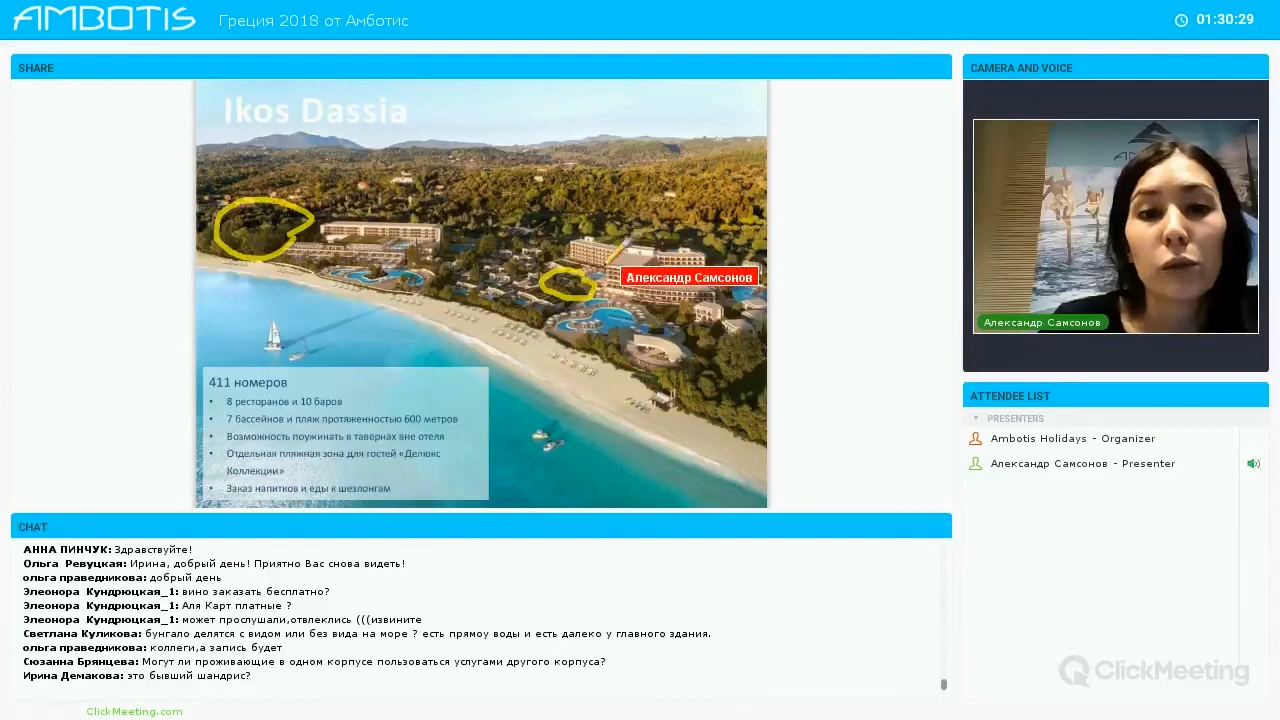 AMBOTIS
Греция 2018 от Амботис
01:30:29
SHARE
Ikos Dassia
Александр Самсонов
411 номеров
• 8 ресторанов и 10 баров
• 7 бассейнов и пляж протяженностью 600 метров
• Возможность поужинать в тавернах вне отеля
• Отдельная пляжная зона для гостей «Делюкс
Коллекции»
• Заказ напитков и еды к шезлонгам
CAMERA AND VOICE
Александр Самсонов
ATTENDEE LIST
PRESENTERS
Ambotis Holidays - Organizer
Александр Самсонов - Presenter
CHAT
АННА ПИНЧУК: Здравствуйте!
Ольга Ревуцкая: Ирина, добрый день! Приятно Вас снова видеть!
ольга праведникова: добрый день
Элеонора Кундрюцкая_1: вино заказать бесплатно?
Элеонора Кундрюцкая_1: Аля Карт платные ?
Элеонора Кундрюцкая_1: может прослушали,отвлеклись (((извините
Светлана Куликова: бунгало делятся с видом или без вида на море ? есть прямоу воды и есть далеко у главного здания.
ольга праведникова: коллеги,а запись будет
Сюзанна Брянцева: Могут ли проживающие в одном корпусе пользоваться услугами другого корпуса?
Ирина Демакова: это бывший шандрис?
ClickMeeting
ClickMeeting.com